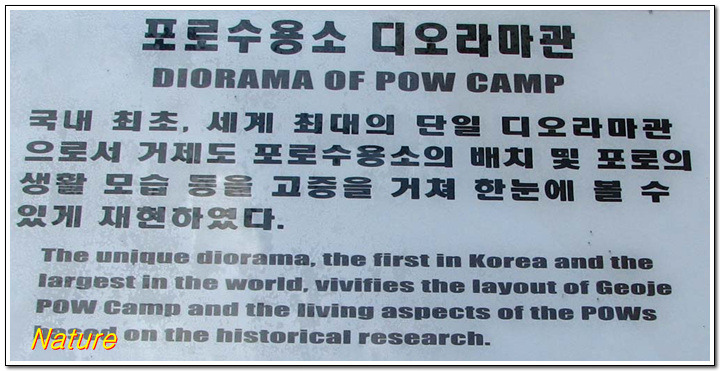 포로수용소 디오라마관
DIORAMA OF POW CAMP
국내 최초, 세계 최대의 단일 디오라마관
으로서 거제도 포로수용소의 배치 및 포로의
생활 모습 등을 고증을 거쳐 한눈에 볼 수
있게 재현하였다.
The unique diorama, the first in Korea and the
largest in the world, vivifies the layout of Geoje
POW Camp and the living aspects of the POWs
based on the historical research.
Nature